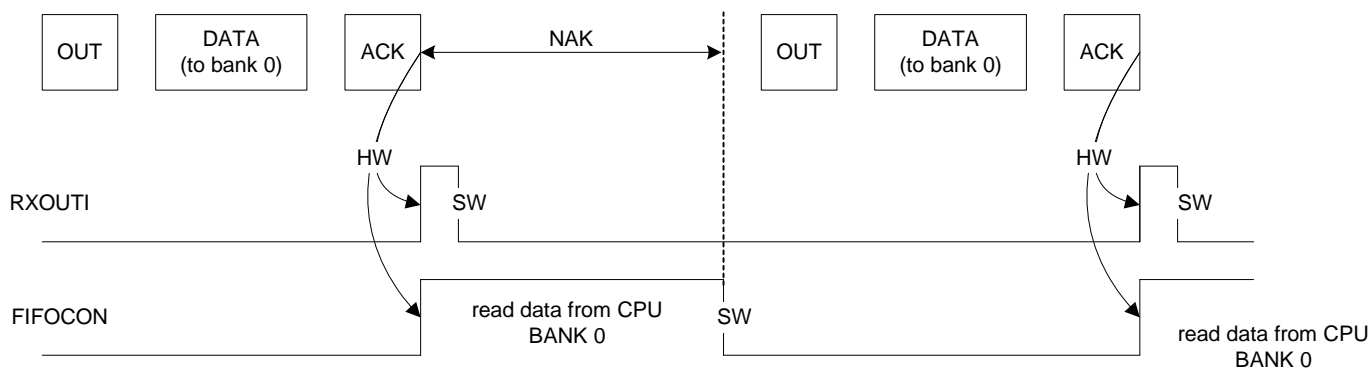 OUT
DATA
(to bank 0)
ACK
NAK
OUT
DATA
(to bank 0)
ACK
HW
HW
RXOUTI
SW
SW
FIFOCON
read data from CPU
BANK 0
SW
read data from CPU
BANK 0